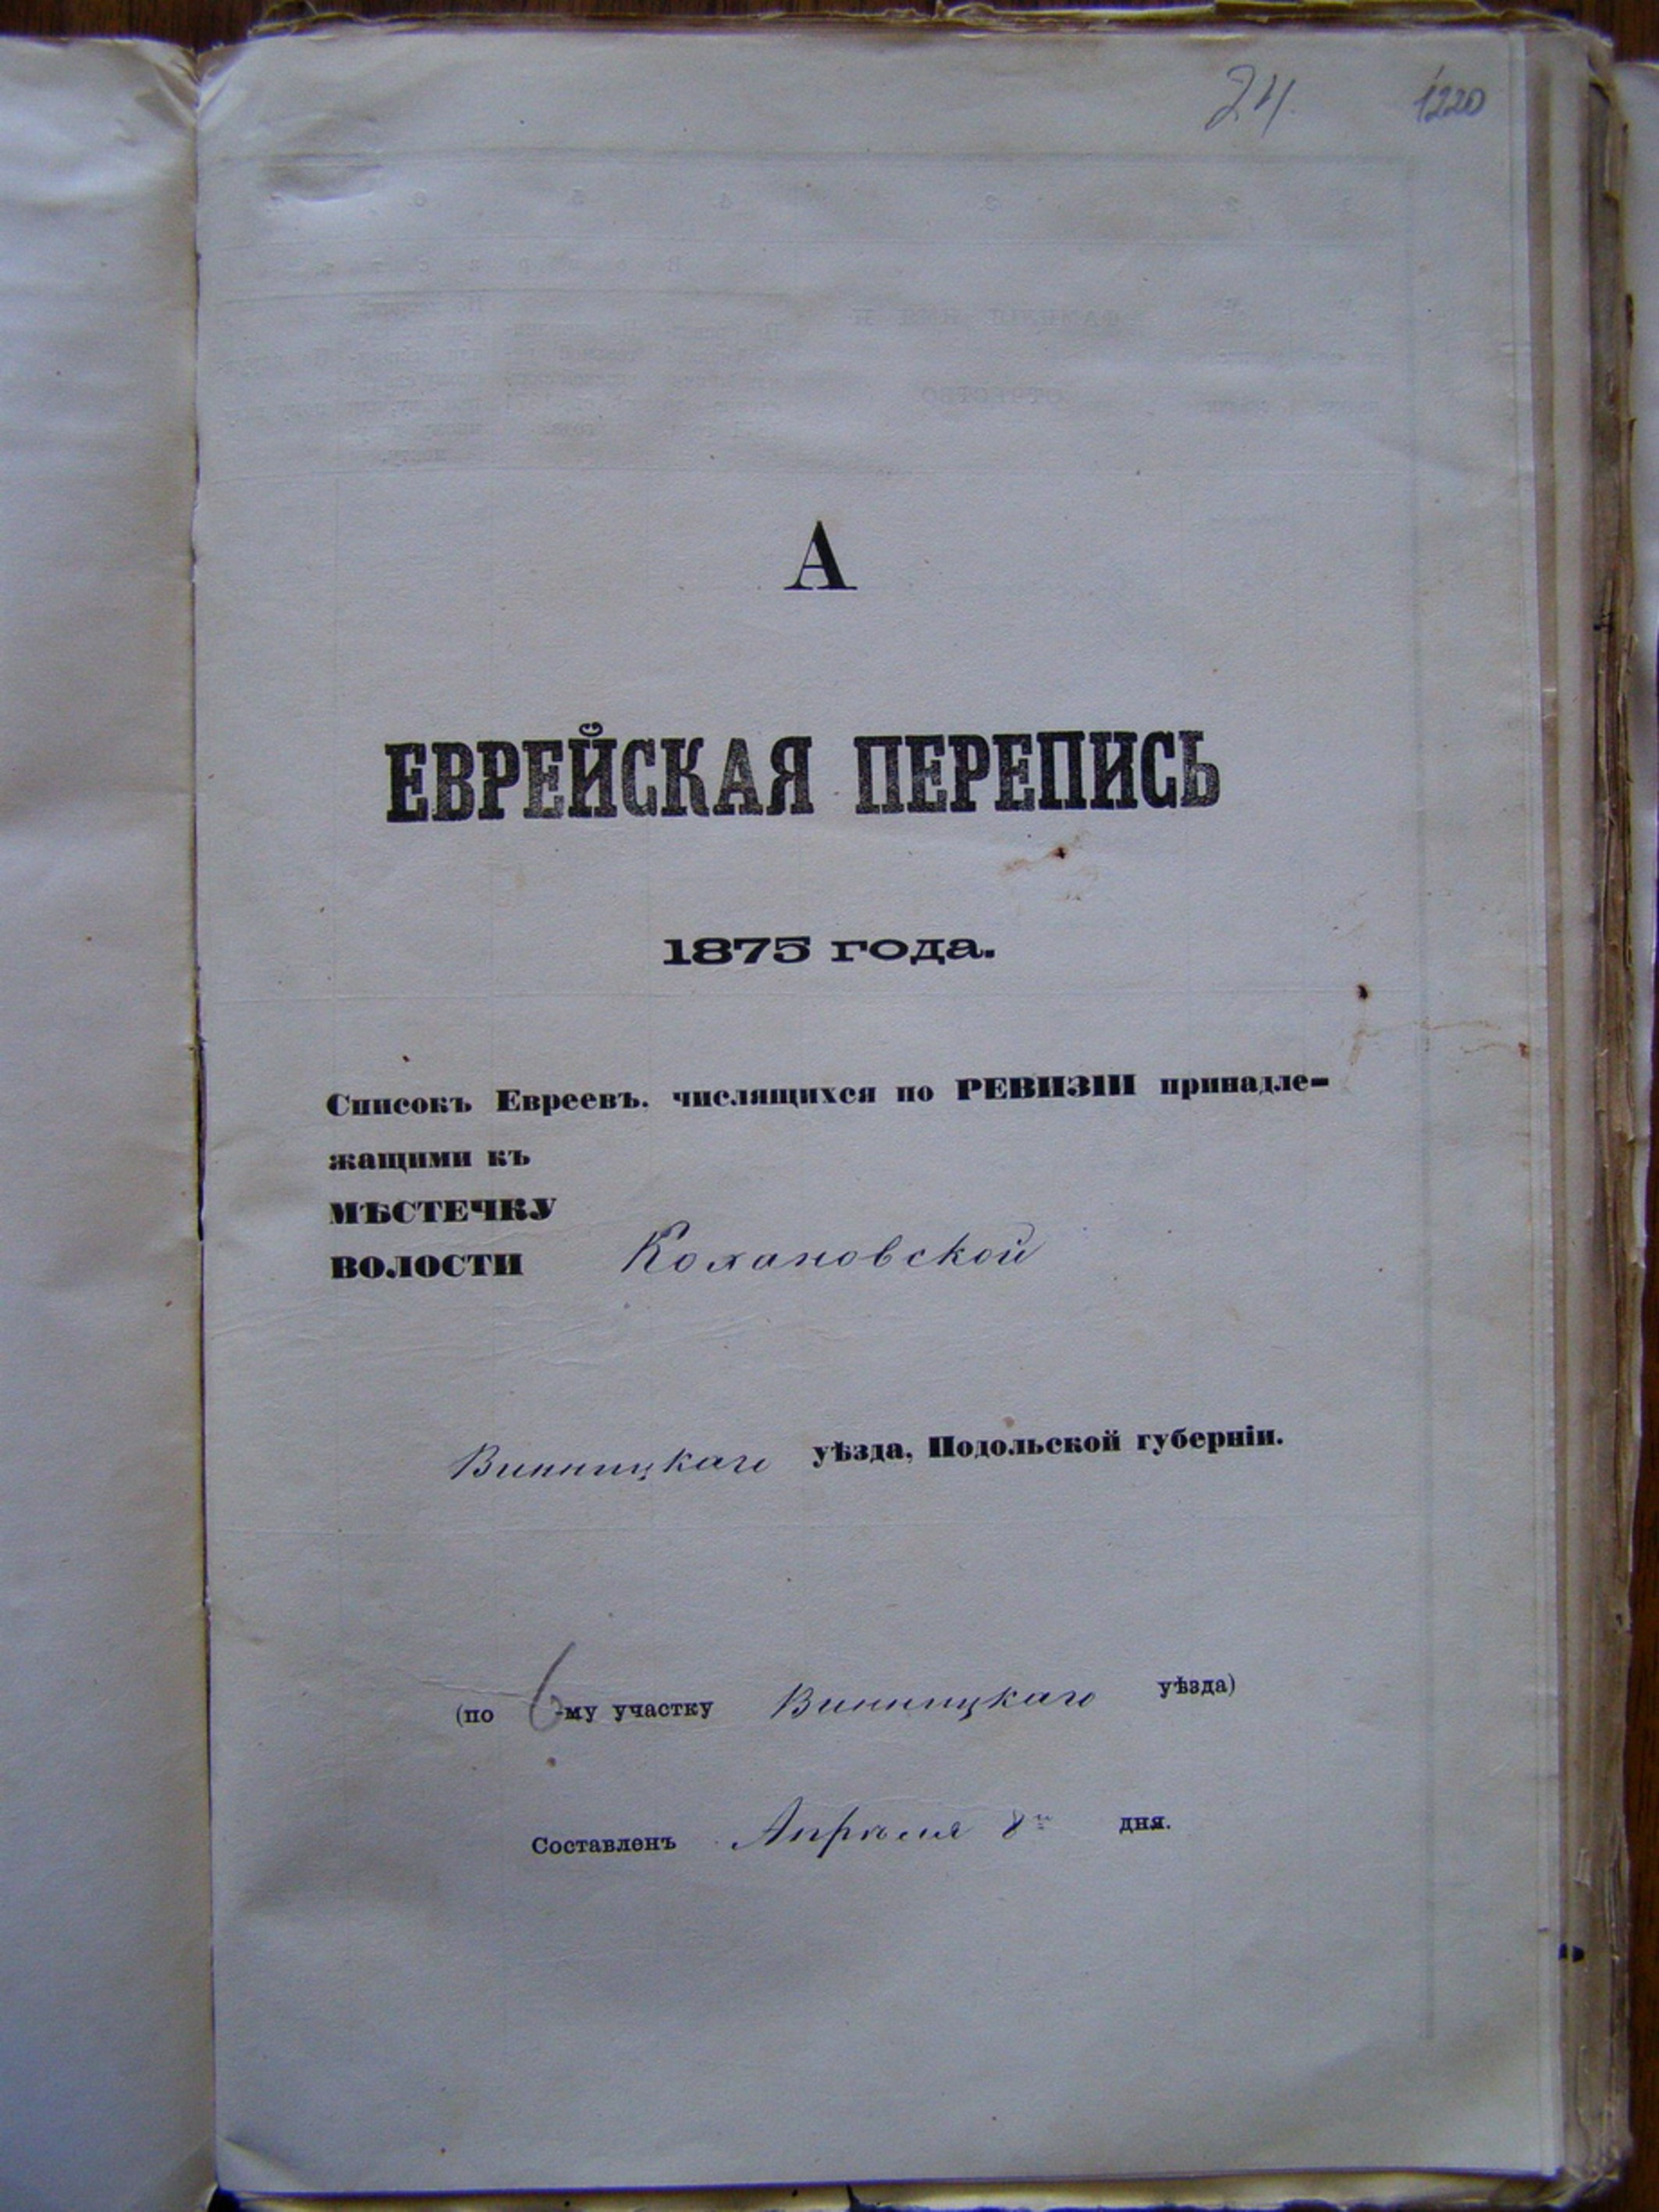 24. 1220
А
ЕВРЕЙСКАЯ ПЕРЕПИСЬ
1875 года.
Списокъ Евреевъ. числящихся по РЕВИЗІИ принадле-
жащими къ
МѢСТЕЧКУ
ВОЛОСТИ Кохановской
Винницкаго уѣзда, Подольской губерніи.
(по 6-му участку Винницкаго уѣзда)
Составленъ Апрѣля 8го дня.